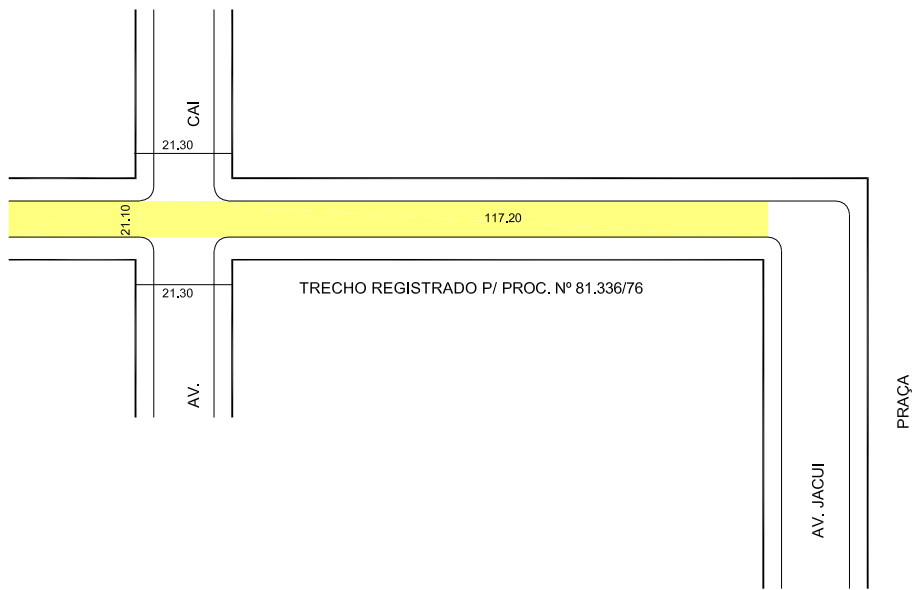 CAI
21.30
21.10
117.20
21.30
TRECHO REGISTRADO P/ PROC. Nº 81.336/76
AV.
PRAÇA
AV. JACUI